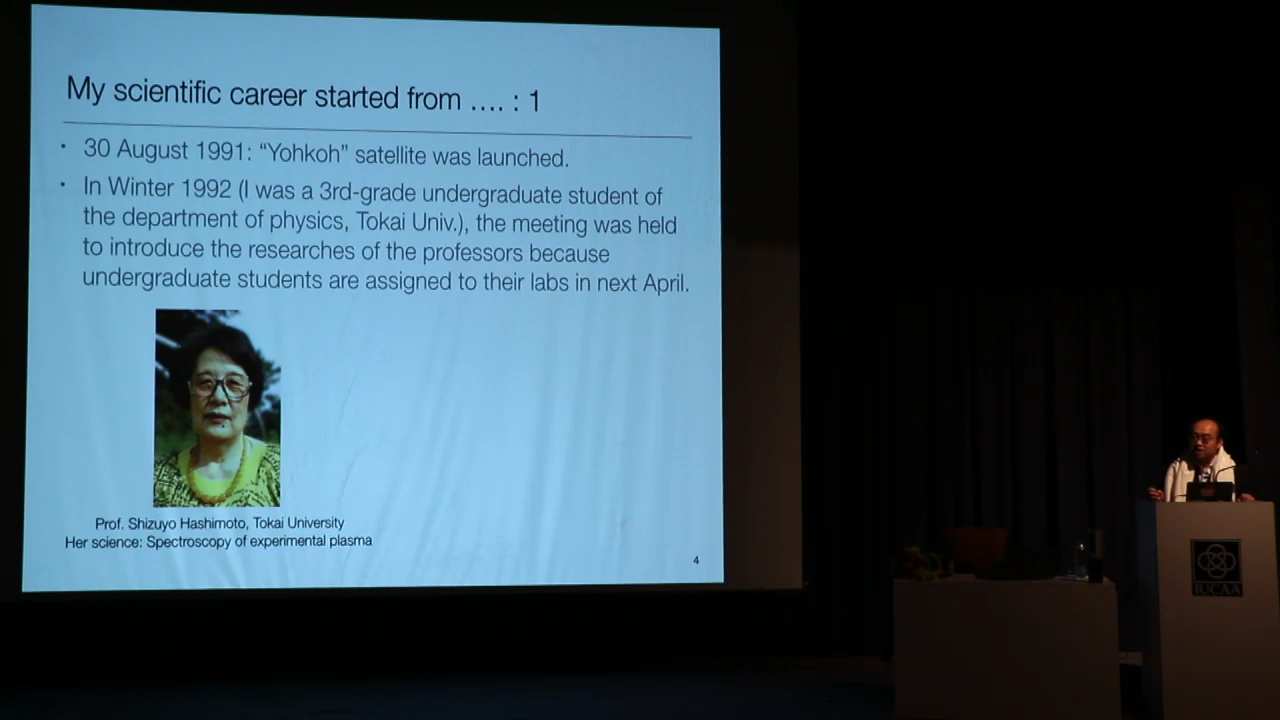 My scientific career started from .... : 1
• 30 August 1991: “Yohkoh” satellite was launched.
• In Winter 1992 (I was a 3rd-grade undergraduate student of
the department of physics, Tokai Univ.), the meeting was held
to introduce the researches of the professors because
undergraduate students are assigned to their labs in next April.
Prof. Shizuyo Hashimoto, Tokai University
Her science: Spectroscopy of experimental plasma
4
IUCAA